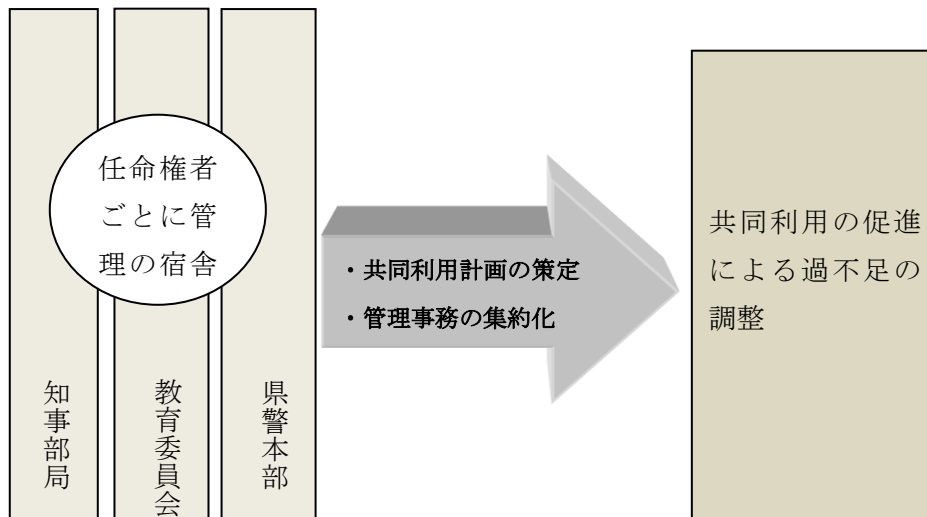 任命権者
ごとに管
理の宿舎
知事部局
教育委員会
県警本部
・共同利用計画の策定
・管理事務の集約化
共同利用の促進
による過不足の
調整